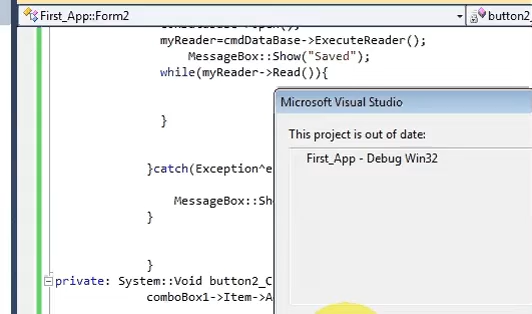 First_App::Form2
button2_
myReader=cmdDataBase->ExecuteReader();
MessageBox::Show("Saved");
while(myReader->Read()){
}
}catch(Exception^e
MessageBox::Sho
}
}
private: System::Void button2_C
comboBox1->Item->A
Microsoft Visual Studio
This project is out of date:
First_App - Debug Win32